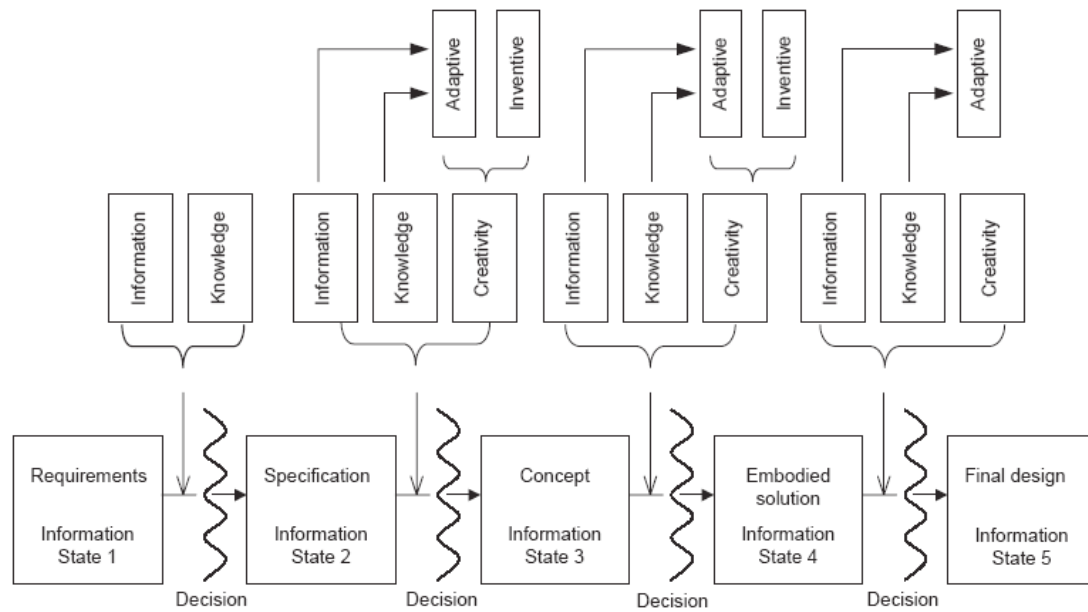 Adaptive
Inventive
Adaptive
Inventive
Adaptive
Information
Knowledge
Information
Knowledge
Creativity
Information
Knowledge
Creativity
Information
Knowledge
Creativity
Requirements
Information
State 1
Specification
Information
State 2
Concept
Information
State 3
Embodied
solution
Information
State 4
Final design
Information
State 5
Decision
Decision
Decision
Decision